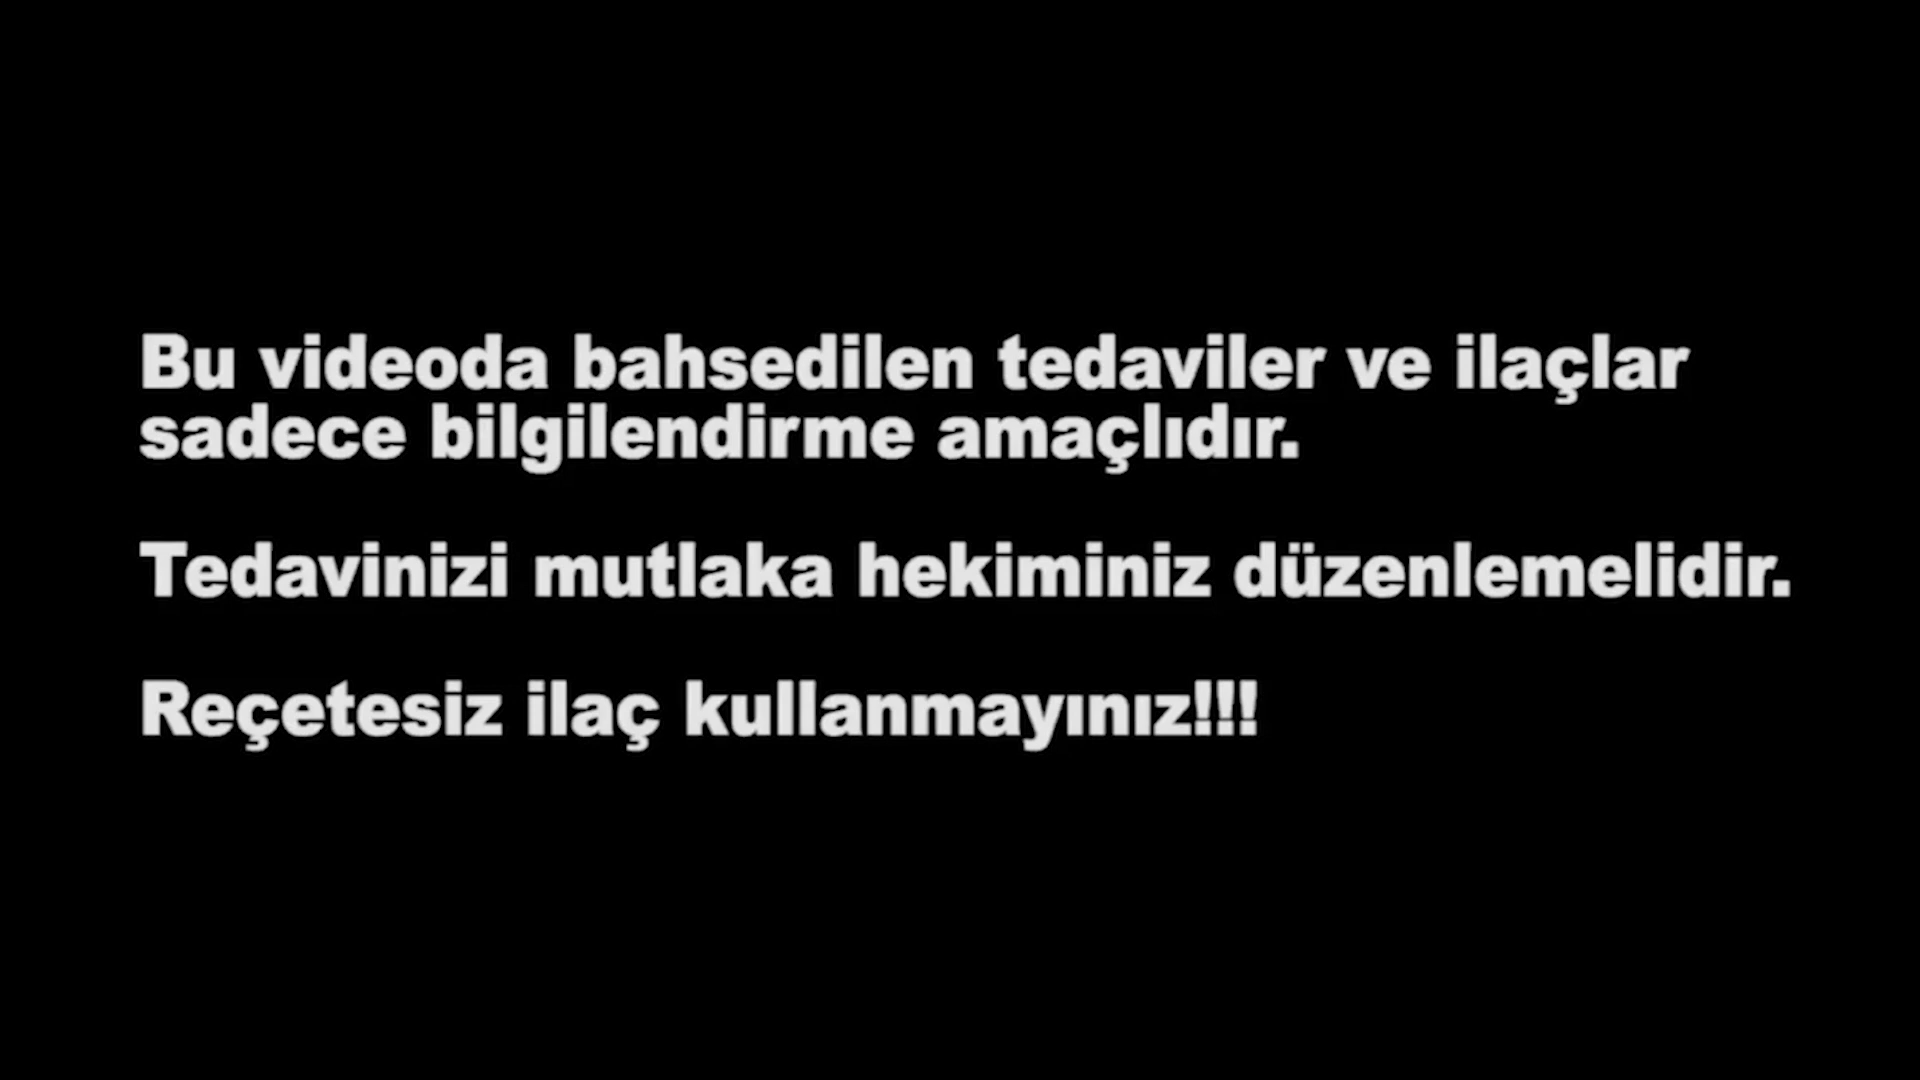 Bu videoda bahsedilen tedaviler ve ilaçlar
sadece bilgilendirme amaçlıdır.
Tedavinizi mutlaka hekiminiz düzenlemelidir.
Reçetesiz ilaç kullanmayınız!!!